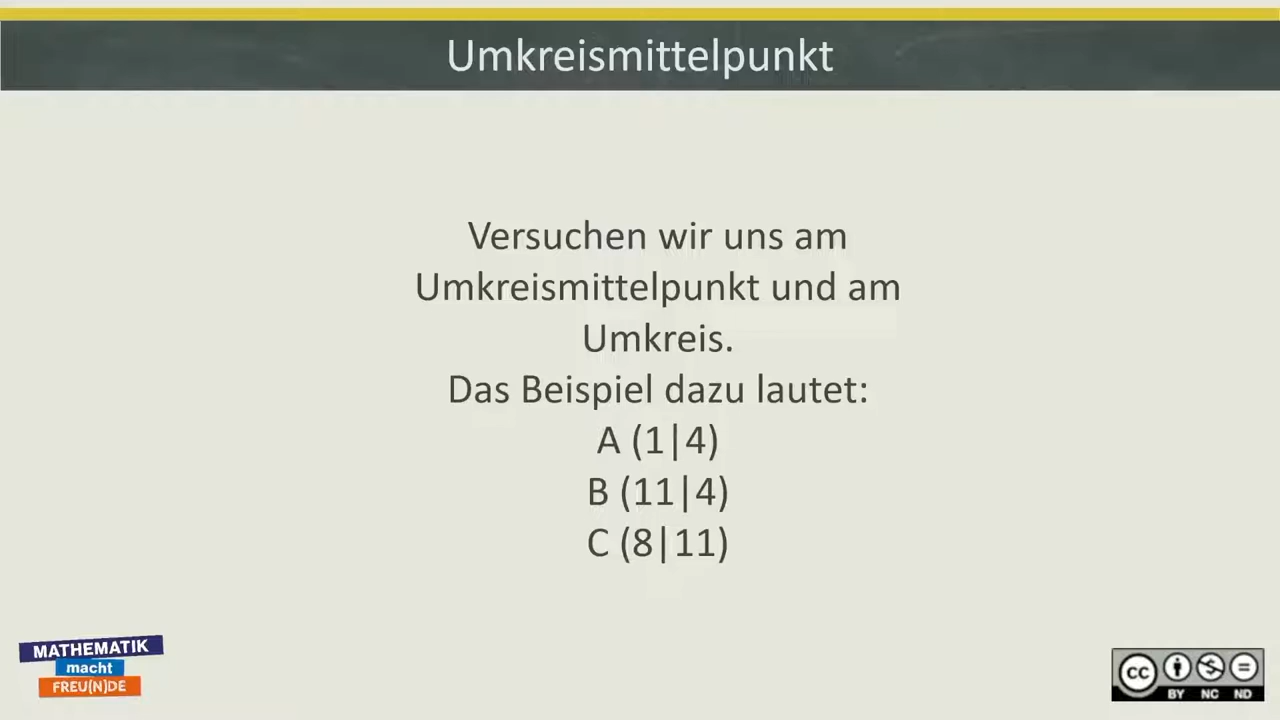 Umkreismittelpunkt
Versuchen wir uns am
Umkreismittelpunkt und am
Umkreis.
Das Beispiel dazu lautet:
A (1|4)
B (11|4)
C (8|11)
MATHEMATIK
macht
FREU(N)DE
cc
BY NC ND